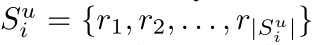 $S_i^u = \{r_1, r_2, \ldots, r_{|S_i^u|}\}$